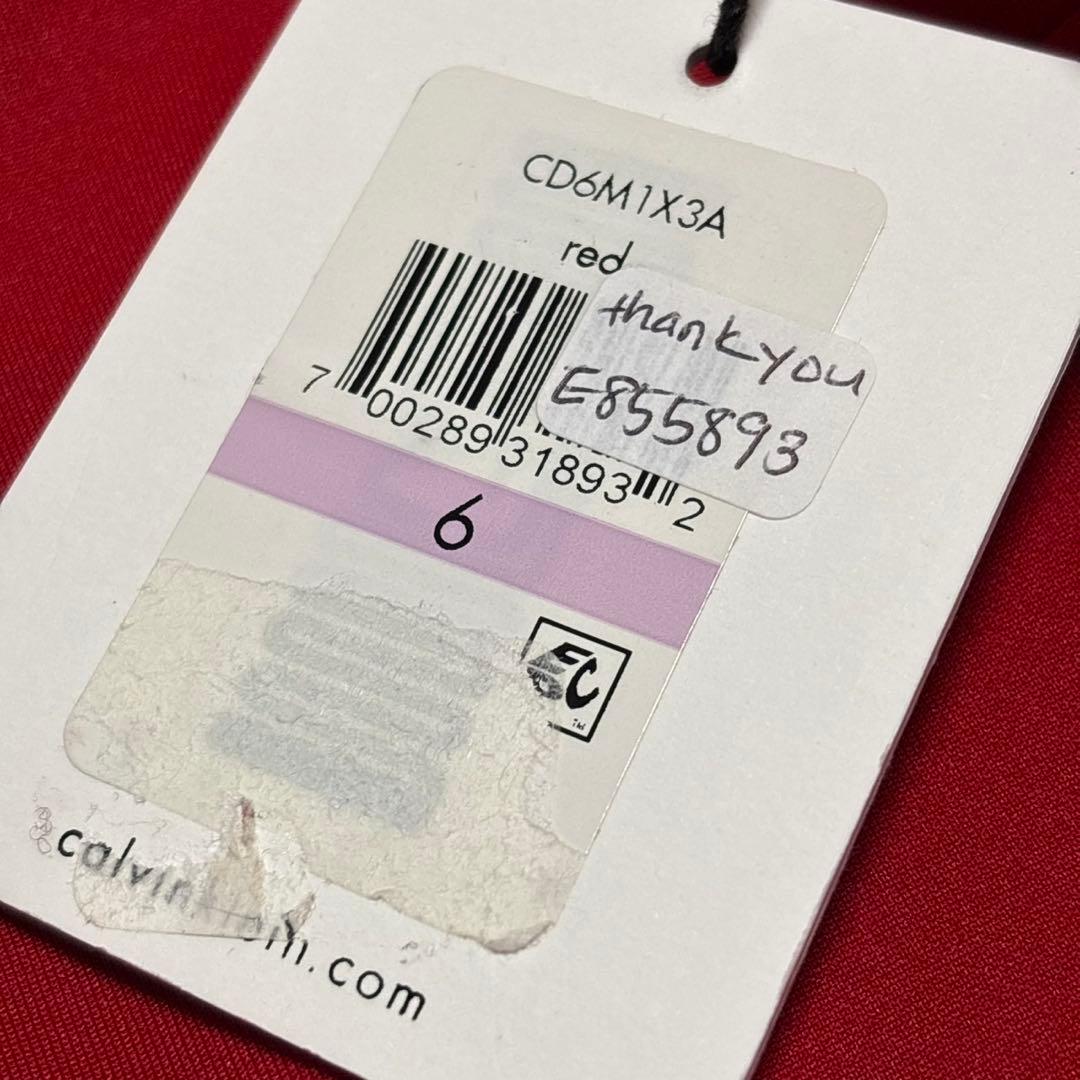 CD6M1X3A
red
thank you
E855893
7 00289 31893 2
6
calvin
.com